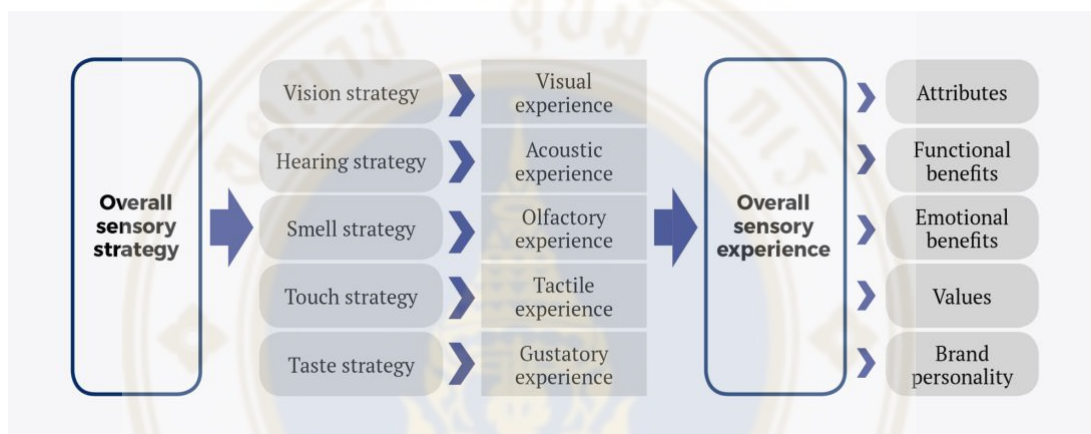 Overall
sensory
strategy
Vision strategy
Hearing strategy
Smell strategy
Touch strategy
Taste strategy
Visual
experience
Acoustic
experience
Olfactory
experience
Tactile
experience
Gustatory
experience
Overall
sensory
experience
Attributes
Functional
benefits
Emotional
benefits
Values
Brand
personality